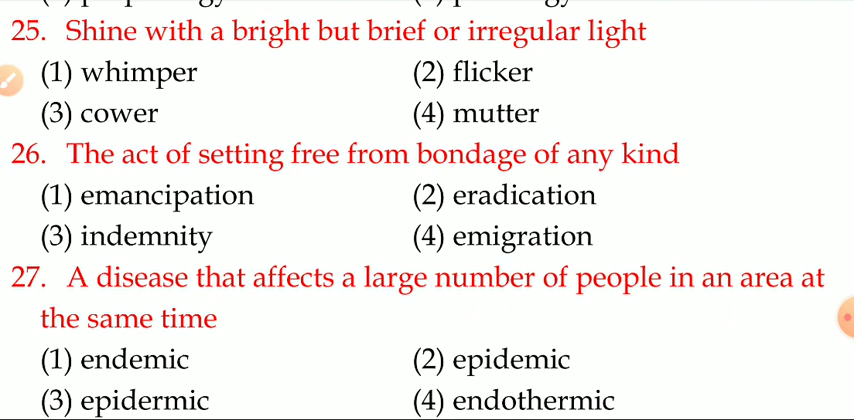 25. Shine with a bright but brief or irregular light
(1) whimper (2) flicker
(3) cower (4) mutter
26. The act of setting free from bondage of any kind
(1) emancipation (2) eradication
(3) indemnity (4) emigration
27. A disease that affects a large number of people in an area at
the same time
(1) endemic (2) epidemic
(3) epidermic (4) endothermic